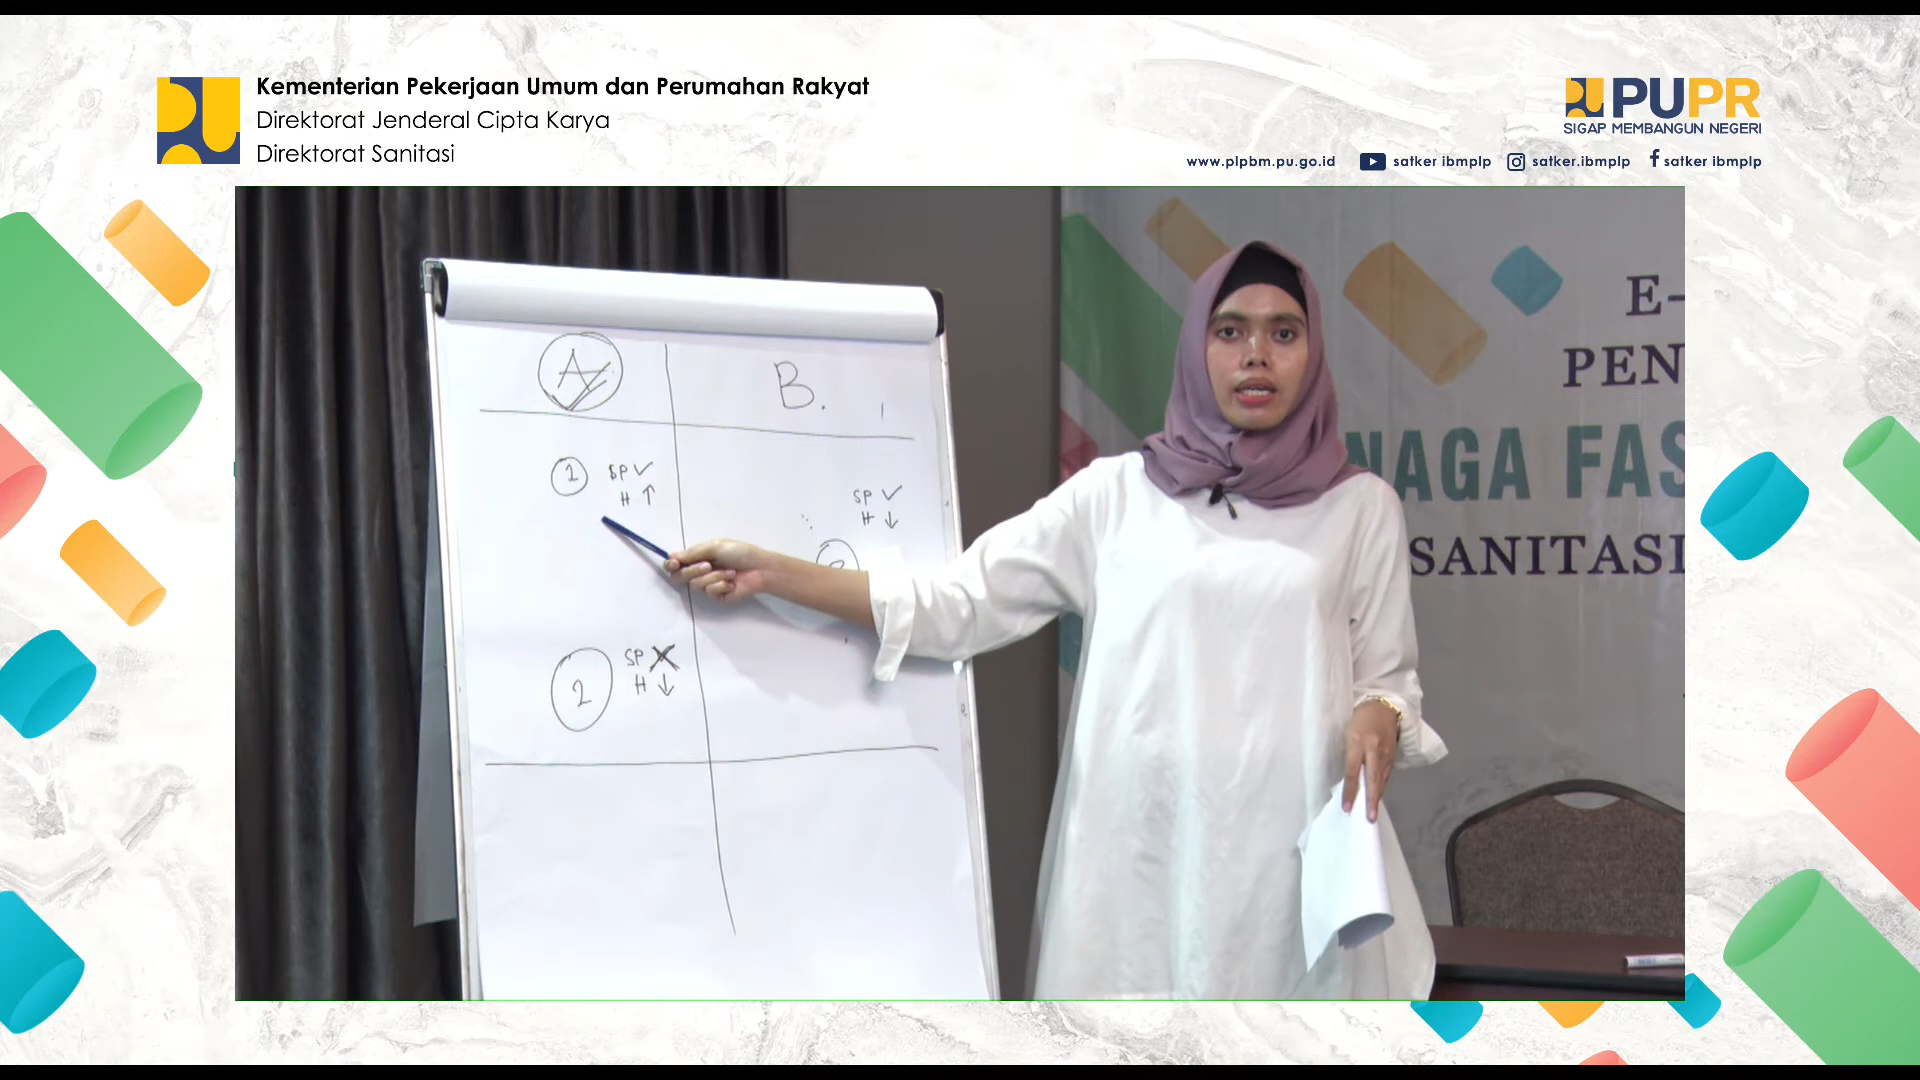 Kementerian Pekerjaan Umum dan Perumahan Rakyat
Direktorat Jenderal Cipta Karya
Direktorat Sanitasi
PUPR
SIGAP MEMBANGUN NEGERI
www.plpbm.pu.go.id satker ibmplp satker.ibmplp satker ibmplp
A
B.
1 SP ✓
H ↑
SP ✓
H ↓
2 SP X
H ↓
E-
PEN
NAGA FAS
SANITASI